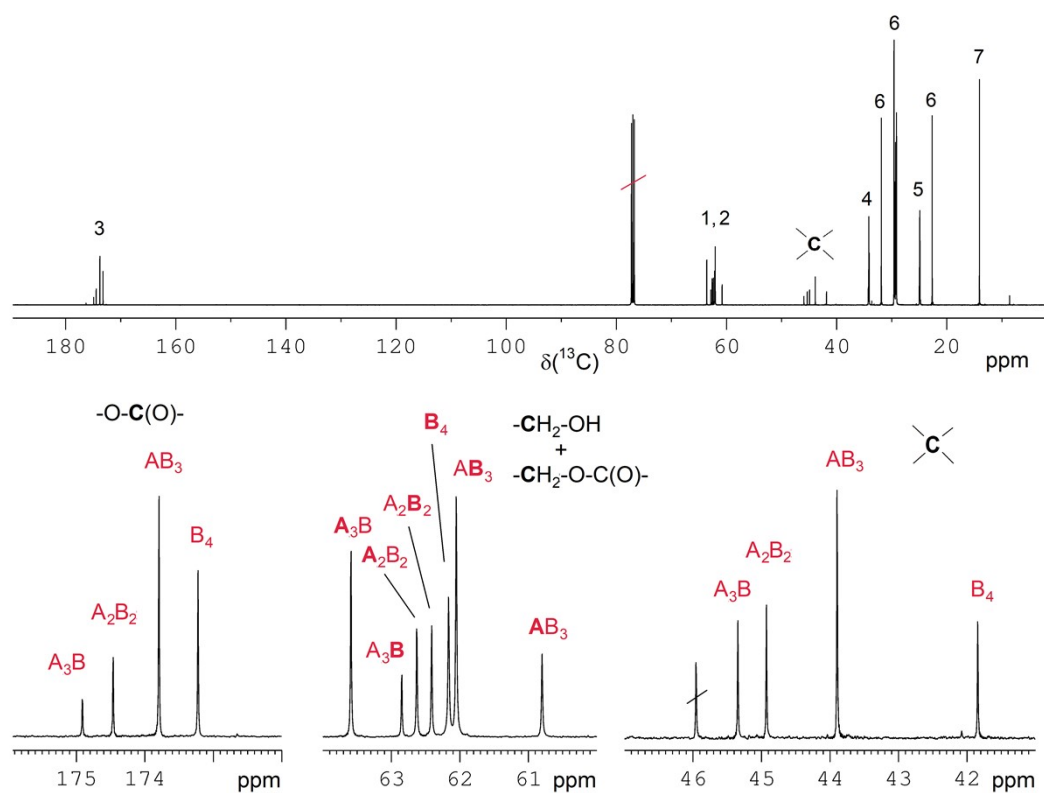 6
7
6
6
3
1, 2
4
5
C
180
160
140
120
100
80
60
40
20
ppm
δ(¹³C)
-O-C(O)-
AB₃
B₄
A₂B₂
A₃B
175
174
ppm
-CH₂-OH
+
-CH₂-O-C(O)-
B₄
AB₃
A₂B₂
A₃B
A₂B₂
A₃B
AB₃
63
62
61
ppm
C
AB₃
A₂B₂
A₃B
B₄
46
45
44
43
42
ppm